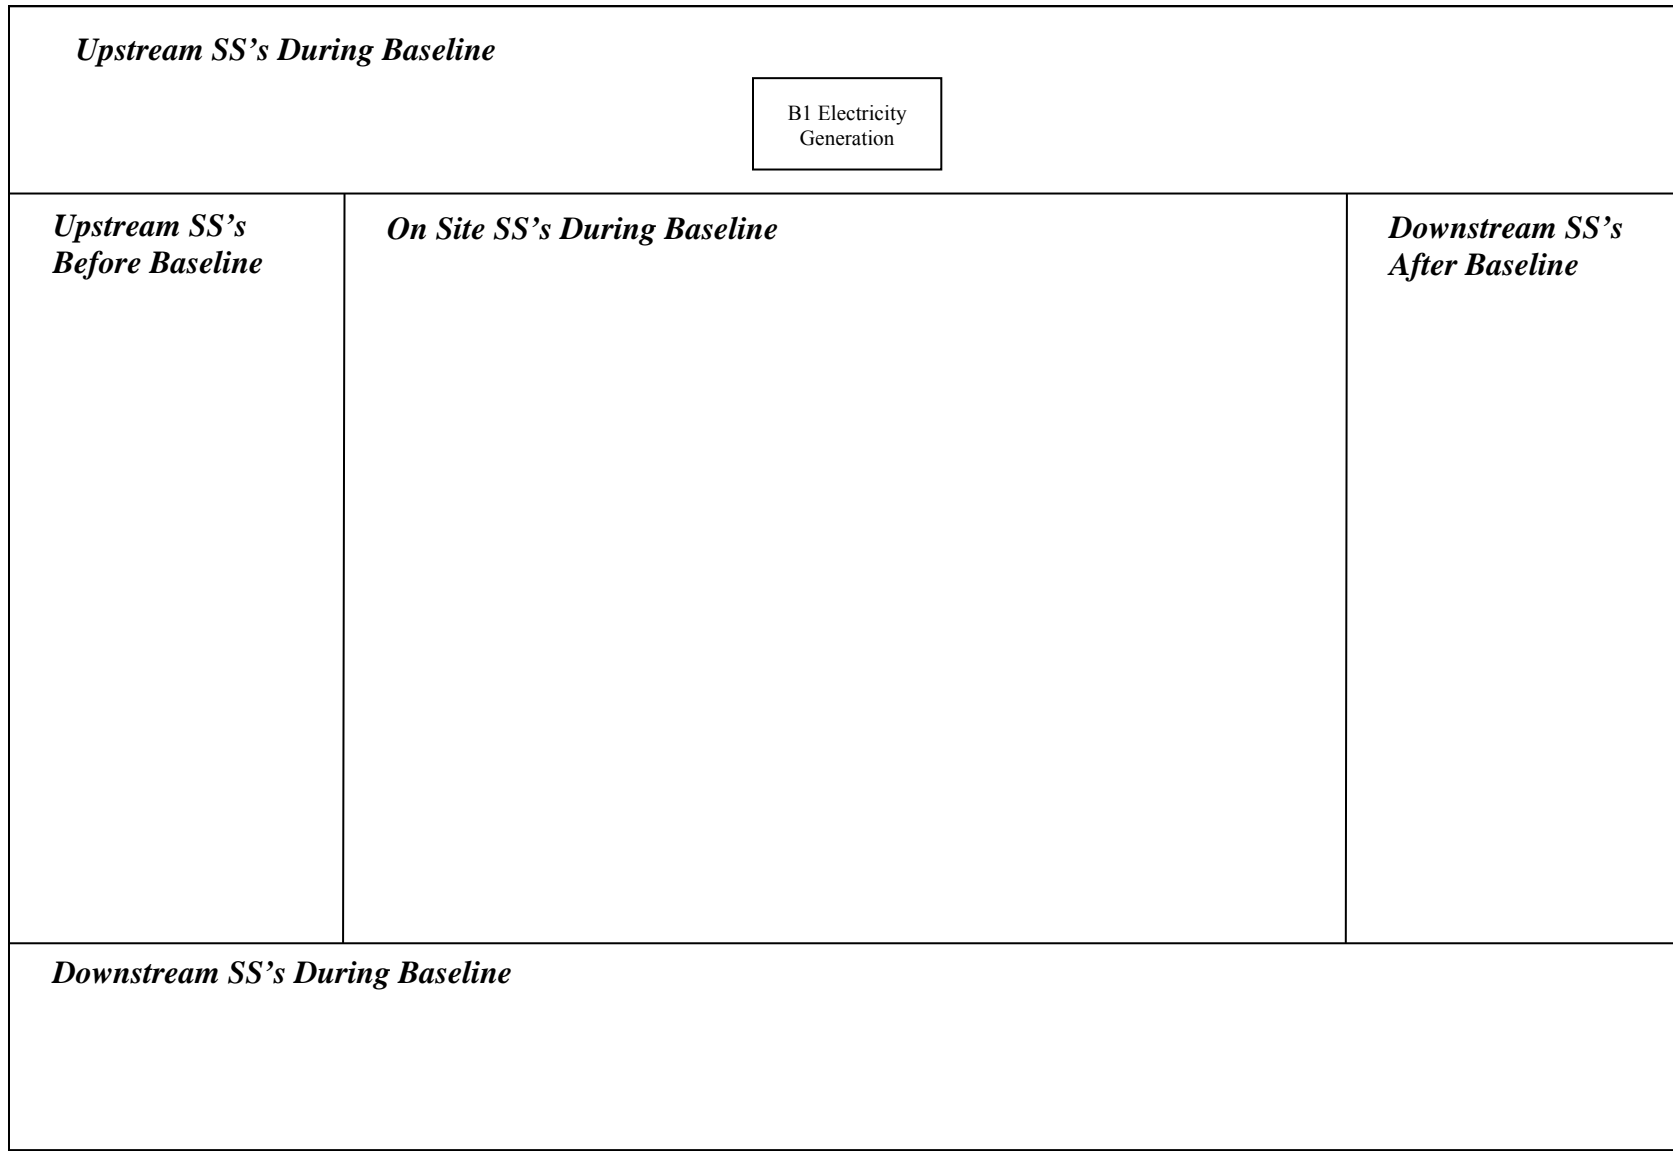 Upstream SS’s During Baseline
B1 Electricity
Generation
Upstream SS’s
Before Baseline
On Site SS’s During Baseline
Downstream SS’s
After Baseline
Downstream SS’s During Baseline